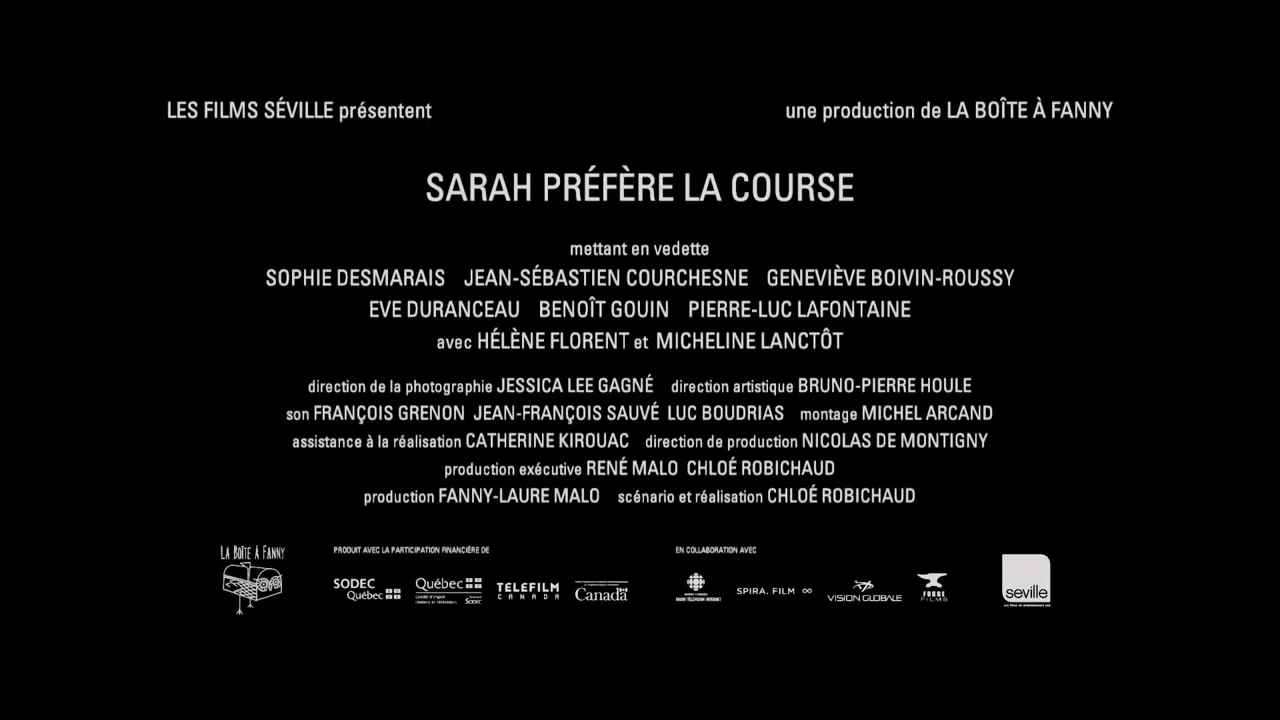 LES FILMS SÉVILLE présentent une production de LA BOÎTE À FANNY
SARAH PRÉFÈRE LA COURSE
mettant en vedette
SOPHIE DESMARAIS JEAN-SÉBASTIEN COURCHESNE GENEVIÈVE BOIVIN-ROUSSY
EVE DURANCEAU BENOÎT GOUIN PIERRE-LUC LAFONTAINE
avec HÉLÈNE FLORENT et MICHELINE LANCTÔT
direction de la photographie JESSICA LEE GAGNÉ direction artistique BRUNO-PIERRE HOULE
son FRANÇOIS GRENON JEAN-FRANÇOIS SAUVÉ LUC BOUDRIAS montage MICHEL ARCAND
assistance à la réalisation CATHERINE KIROUAC direction de production NICOLAS DE MONTIGNY
production exécutive RENÉ MALO CHLOÉ ROBICHAUD
production FANNY-LAURE MALO scénario et réalisation CHLOÉ ROBICHAUD
LA BOÎTE À FANNY
PRODUIT AVEC LA PARTICIPATION FINANCIÈRE DE
SODEC
Québec
Québec
SODEC
TELEFILM
CANADA
Canada
EN COLLABORATION AVEC
SPIRA. FILM
VISION GLOBALE
FORGE
FILMS
seville